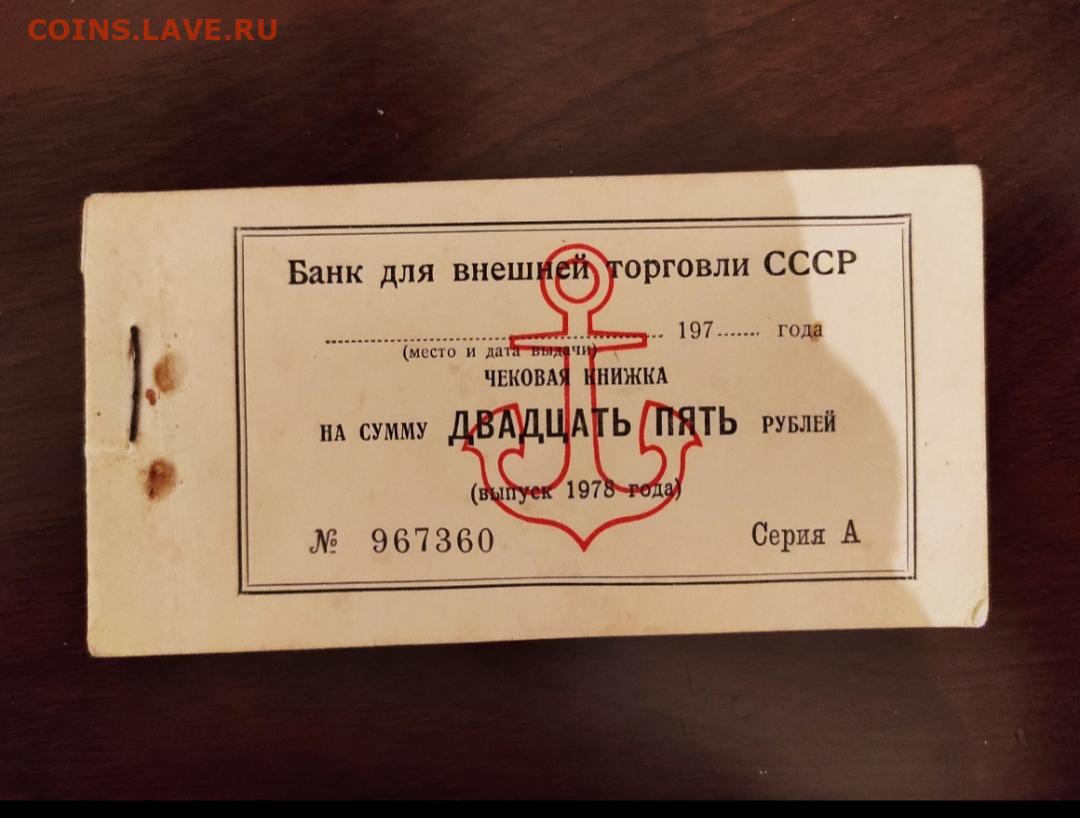 COINS.LAVE.RU
Банк для внешней торговли СССР
197 года
(место и дата выдачи)
ЧЕКОВАЯ КНИЖКА
НА СУММУ ДВАДЦАТЬ ПЯТЬ РУБЛЕЙ
(выпуск 1978 года)
№ 967360 Серия А